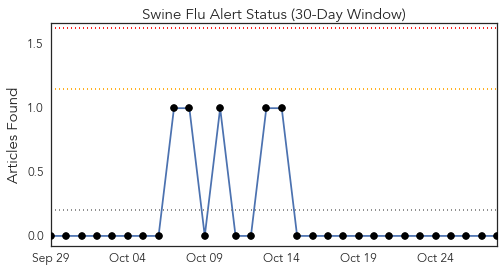 Swine Flu Alert Status (30-Day Window)
1.5
1.0
0.5
0.0
Articles Found
Sep 29 Oct 04 Oct 09 Oct 14 Oct 19 Oct 24